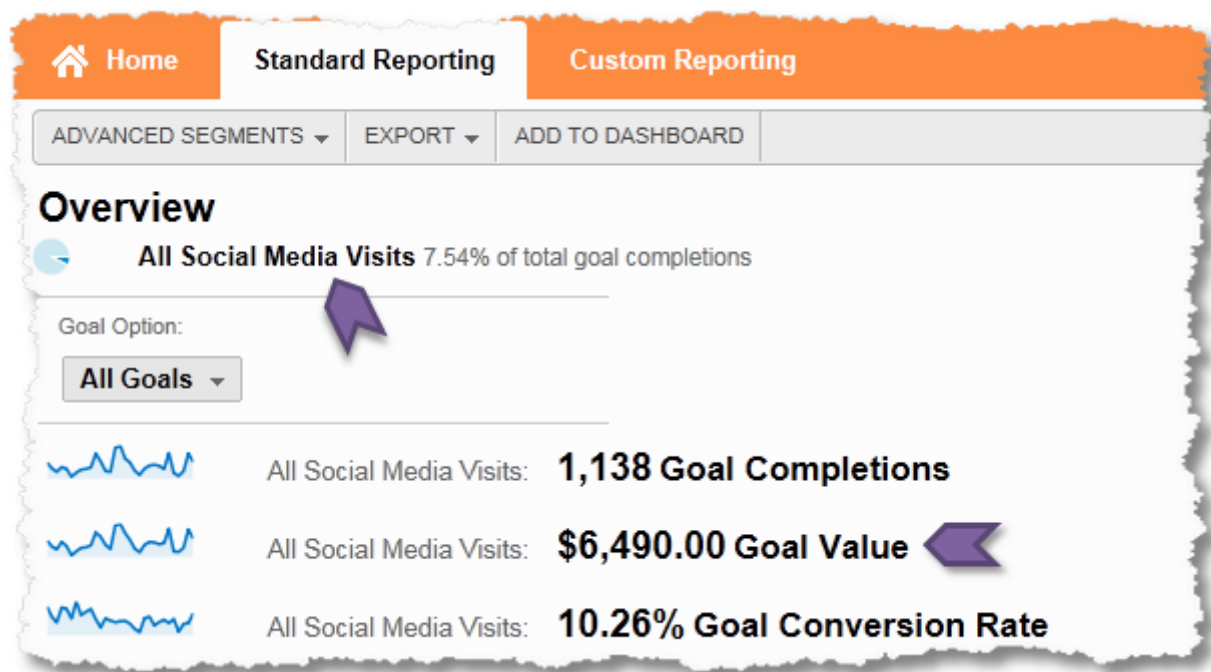 Home Standard Reporting Custom Reporting
ADVANCED SEGMENTS EXPORT ADD TO DASHBOARD
Overview
All Social Media Visits 7.54% of total goal completions
Goal Option:
All Goals
All Social Media Visits: 1,138 Goal Completions
All Social Media Visits: $6,490.00 Goal Value
All Social Media Visits: 10.26% Goal Conversion Rate